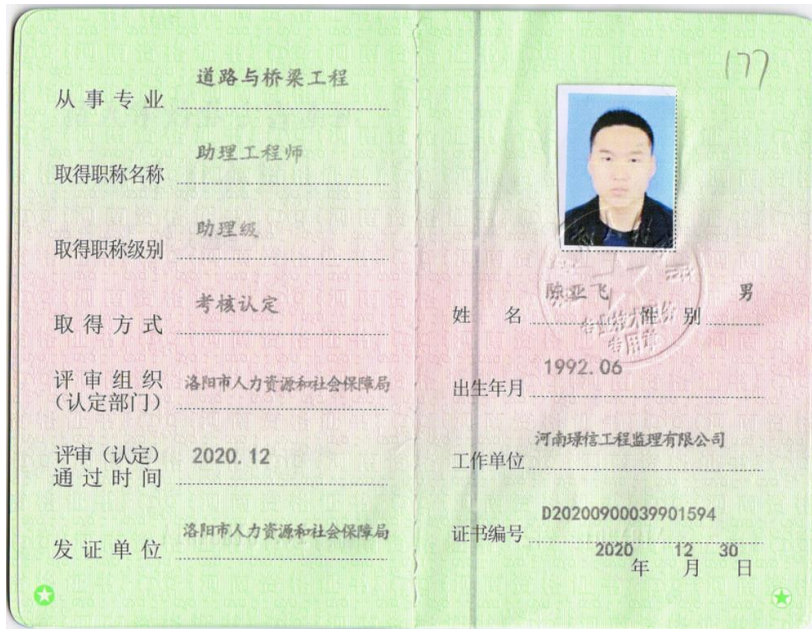 从事专业 道路与桥梁工程
取得职称名称 助理工程师
取得职称级别 助理级
取得方式 考核认定
评审组织
（认定部门） 洛阳市人力资源和社会保障局
评审（认定）
通过时间 2020.12
发证单位 洛阳市人力资源和社会保障局
177
姓名 陈亚飞 性别 男
专用章
出生年月 1992.06
工作单位 河南璟信工程监理有限公司
证书编号 D20200900039901594
2020 12 30
年 月 日